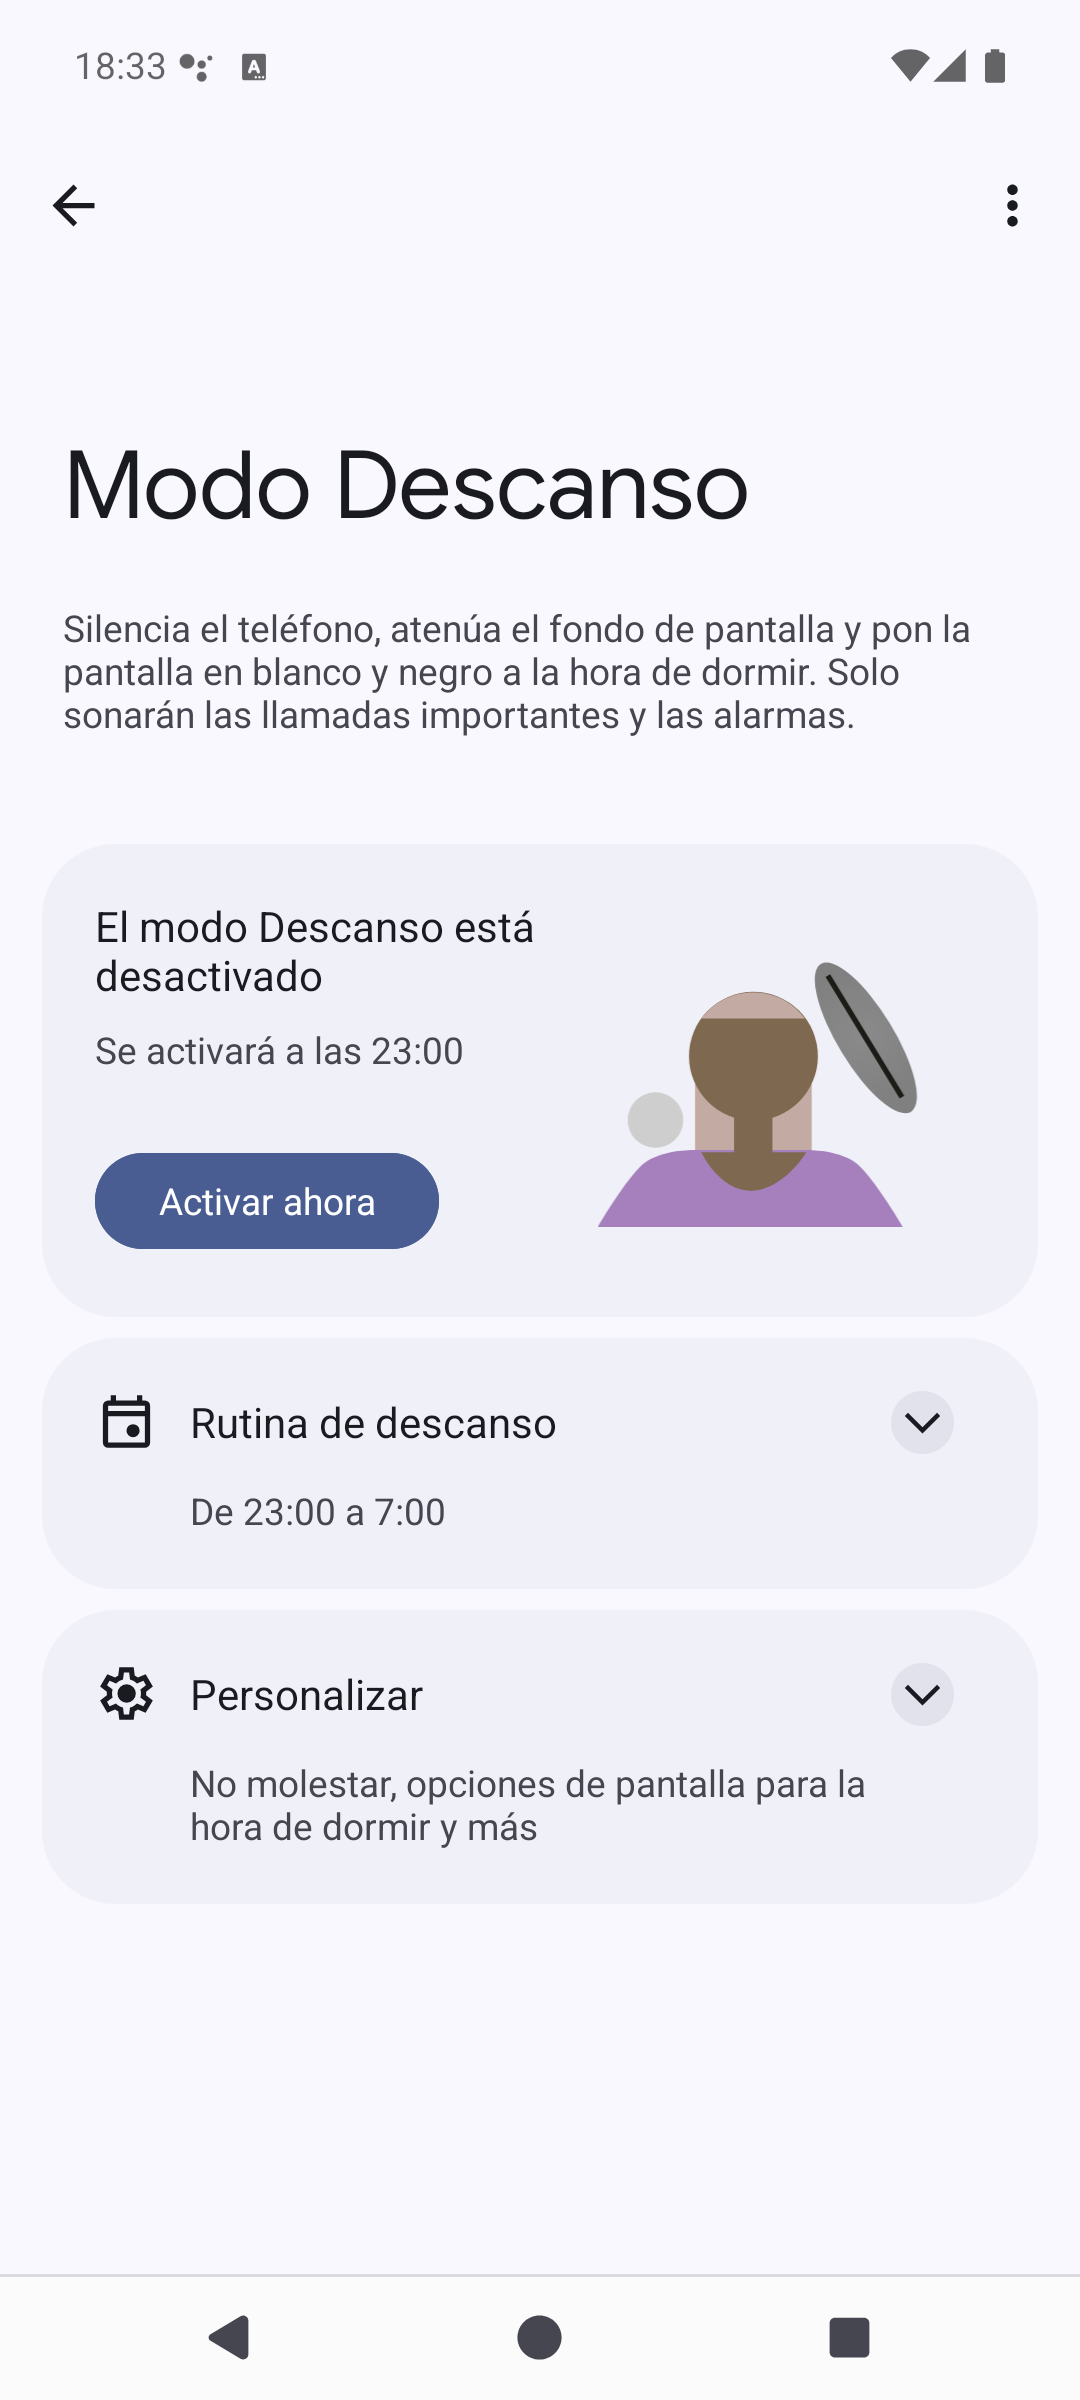 18:33
Modo Descanso
Silencia el teléfono, atenúa el fondo de pantalla y pon la
pantalla en blanco y negro a la hora de dormir. Solo
sonarán las llamadas importantes y las alarmas.
El modo Descanso está
desactivado
Se activará a las 23:00
Activar ahora
Rutina de descanso
De 23:00 a 7:00
Personalizar
No molestar, opciones de pantalla para la
hora de dormir y más